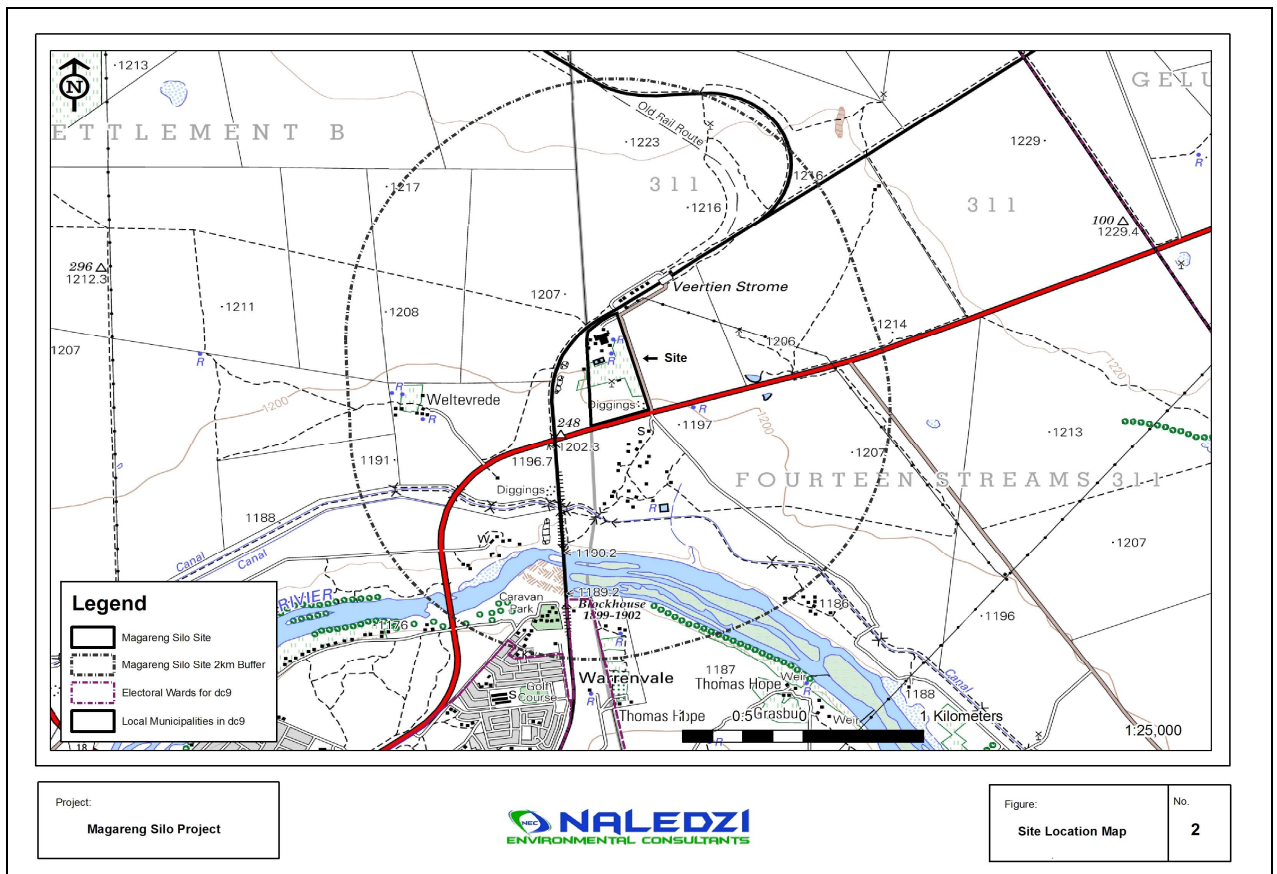 1213
N
ETTLEMENT B
GELU
Old Rail Route
1223
1229
R
1217
1216
311
1216
311
100
1229.4
296
1212.3
1207
Veertien Strome
1211
1208
1214
1207
R
R
R
1206
Site
1220
Weltevrede
R
R
1200
Diggings
R
248
1202.3
S
1197
1200
1213
1191
1196.7
1207
FOURTEEN STREAMS 311
Diggings
R
1188
W
Canal
Canal
1190.2
1207
RIVIER
Caravan
Park
1189.2
Blockhouse
1899-1902
1186
1196
1176
R
Warrenvale
1187
Thomas Hope
Weir
R
Canal
1188
Golf
Course
S
R
Thomas Hope
Grasbu
Weir
1
0.5
0
1 Kilometers
R
1:25,000
18
Legend
Magareng Silo Site
Magareng Silo Site 2km Buffer
Electoral Wards for dc9
Local Municipalities in dc9
Project:
Magareng Silo Project
NEC
NALEDZI
ENVIRONMENTAL CONSULTANTS
Figure:
Site Location Map
No.
2